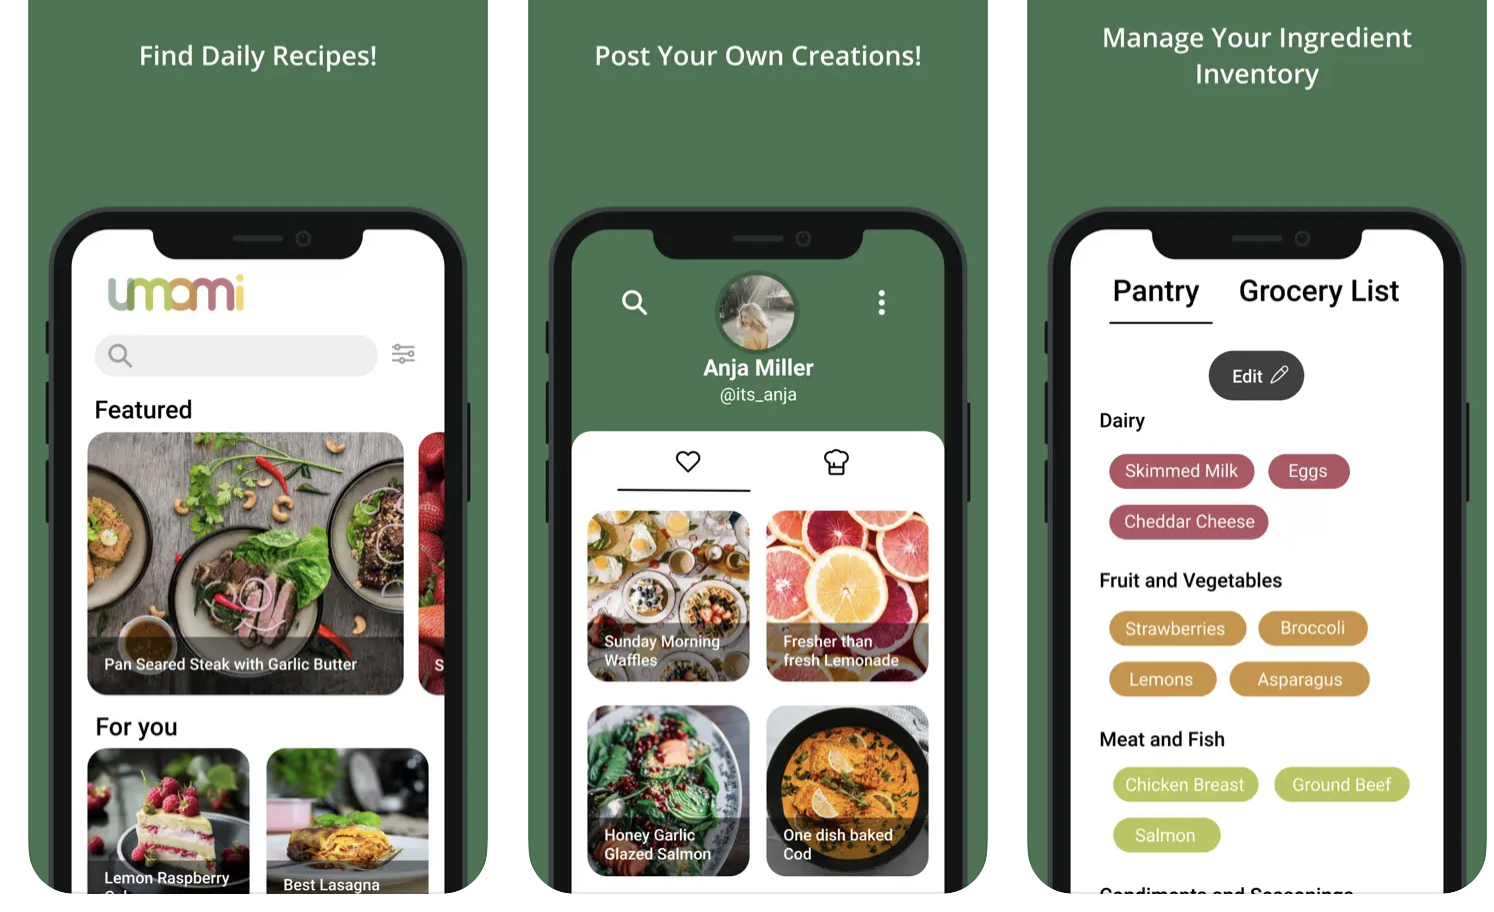 Find Daily Recipes!
umami
Featured
Pan Seared Steak with Garlic Butter
S
For you
Lemon Raspberry
Best Lasagna
Post Your Own Creations!
Anja Miller
@its_anja
Sunday Morning
Waffles
Fresher than
fresh Lemonade
Honey Garlic
Glazed Salmon
One dish baked
Cod
Manage Your Ingredient
Inventory
Pantry Grocery List
Edit
Dairy
Skimmed Milk Eggs
Cheddar Cheese
Fruit and Vegetables
Strawberries Broccoli
Lemons Asparagus
Meat and Fish
Chicken Breast Ground Beef
Salmon
Condiments and Seasonings